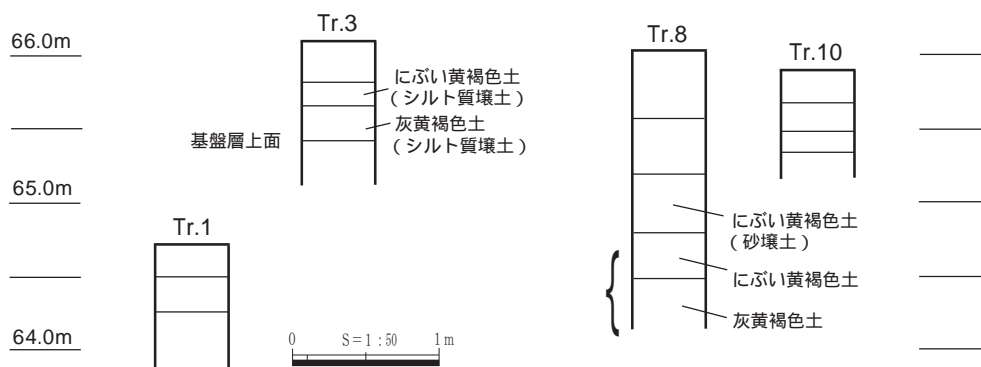 66.0m
Tr.3
にぶい黄褐色土
(シルト質壌土)
灰黄褐色土
(シルト質壌土)
基盤層上面
Tr.8
Tr.10
65.0m
にぶい黄褐色土
(砂壌土)
にぶい黄褐色土
灰黄褐色土
Tr.1
64.0m
0 S=1:50 1m